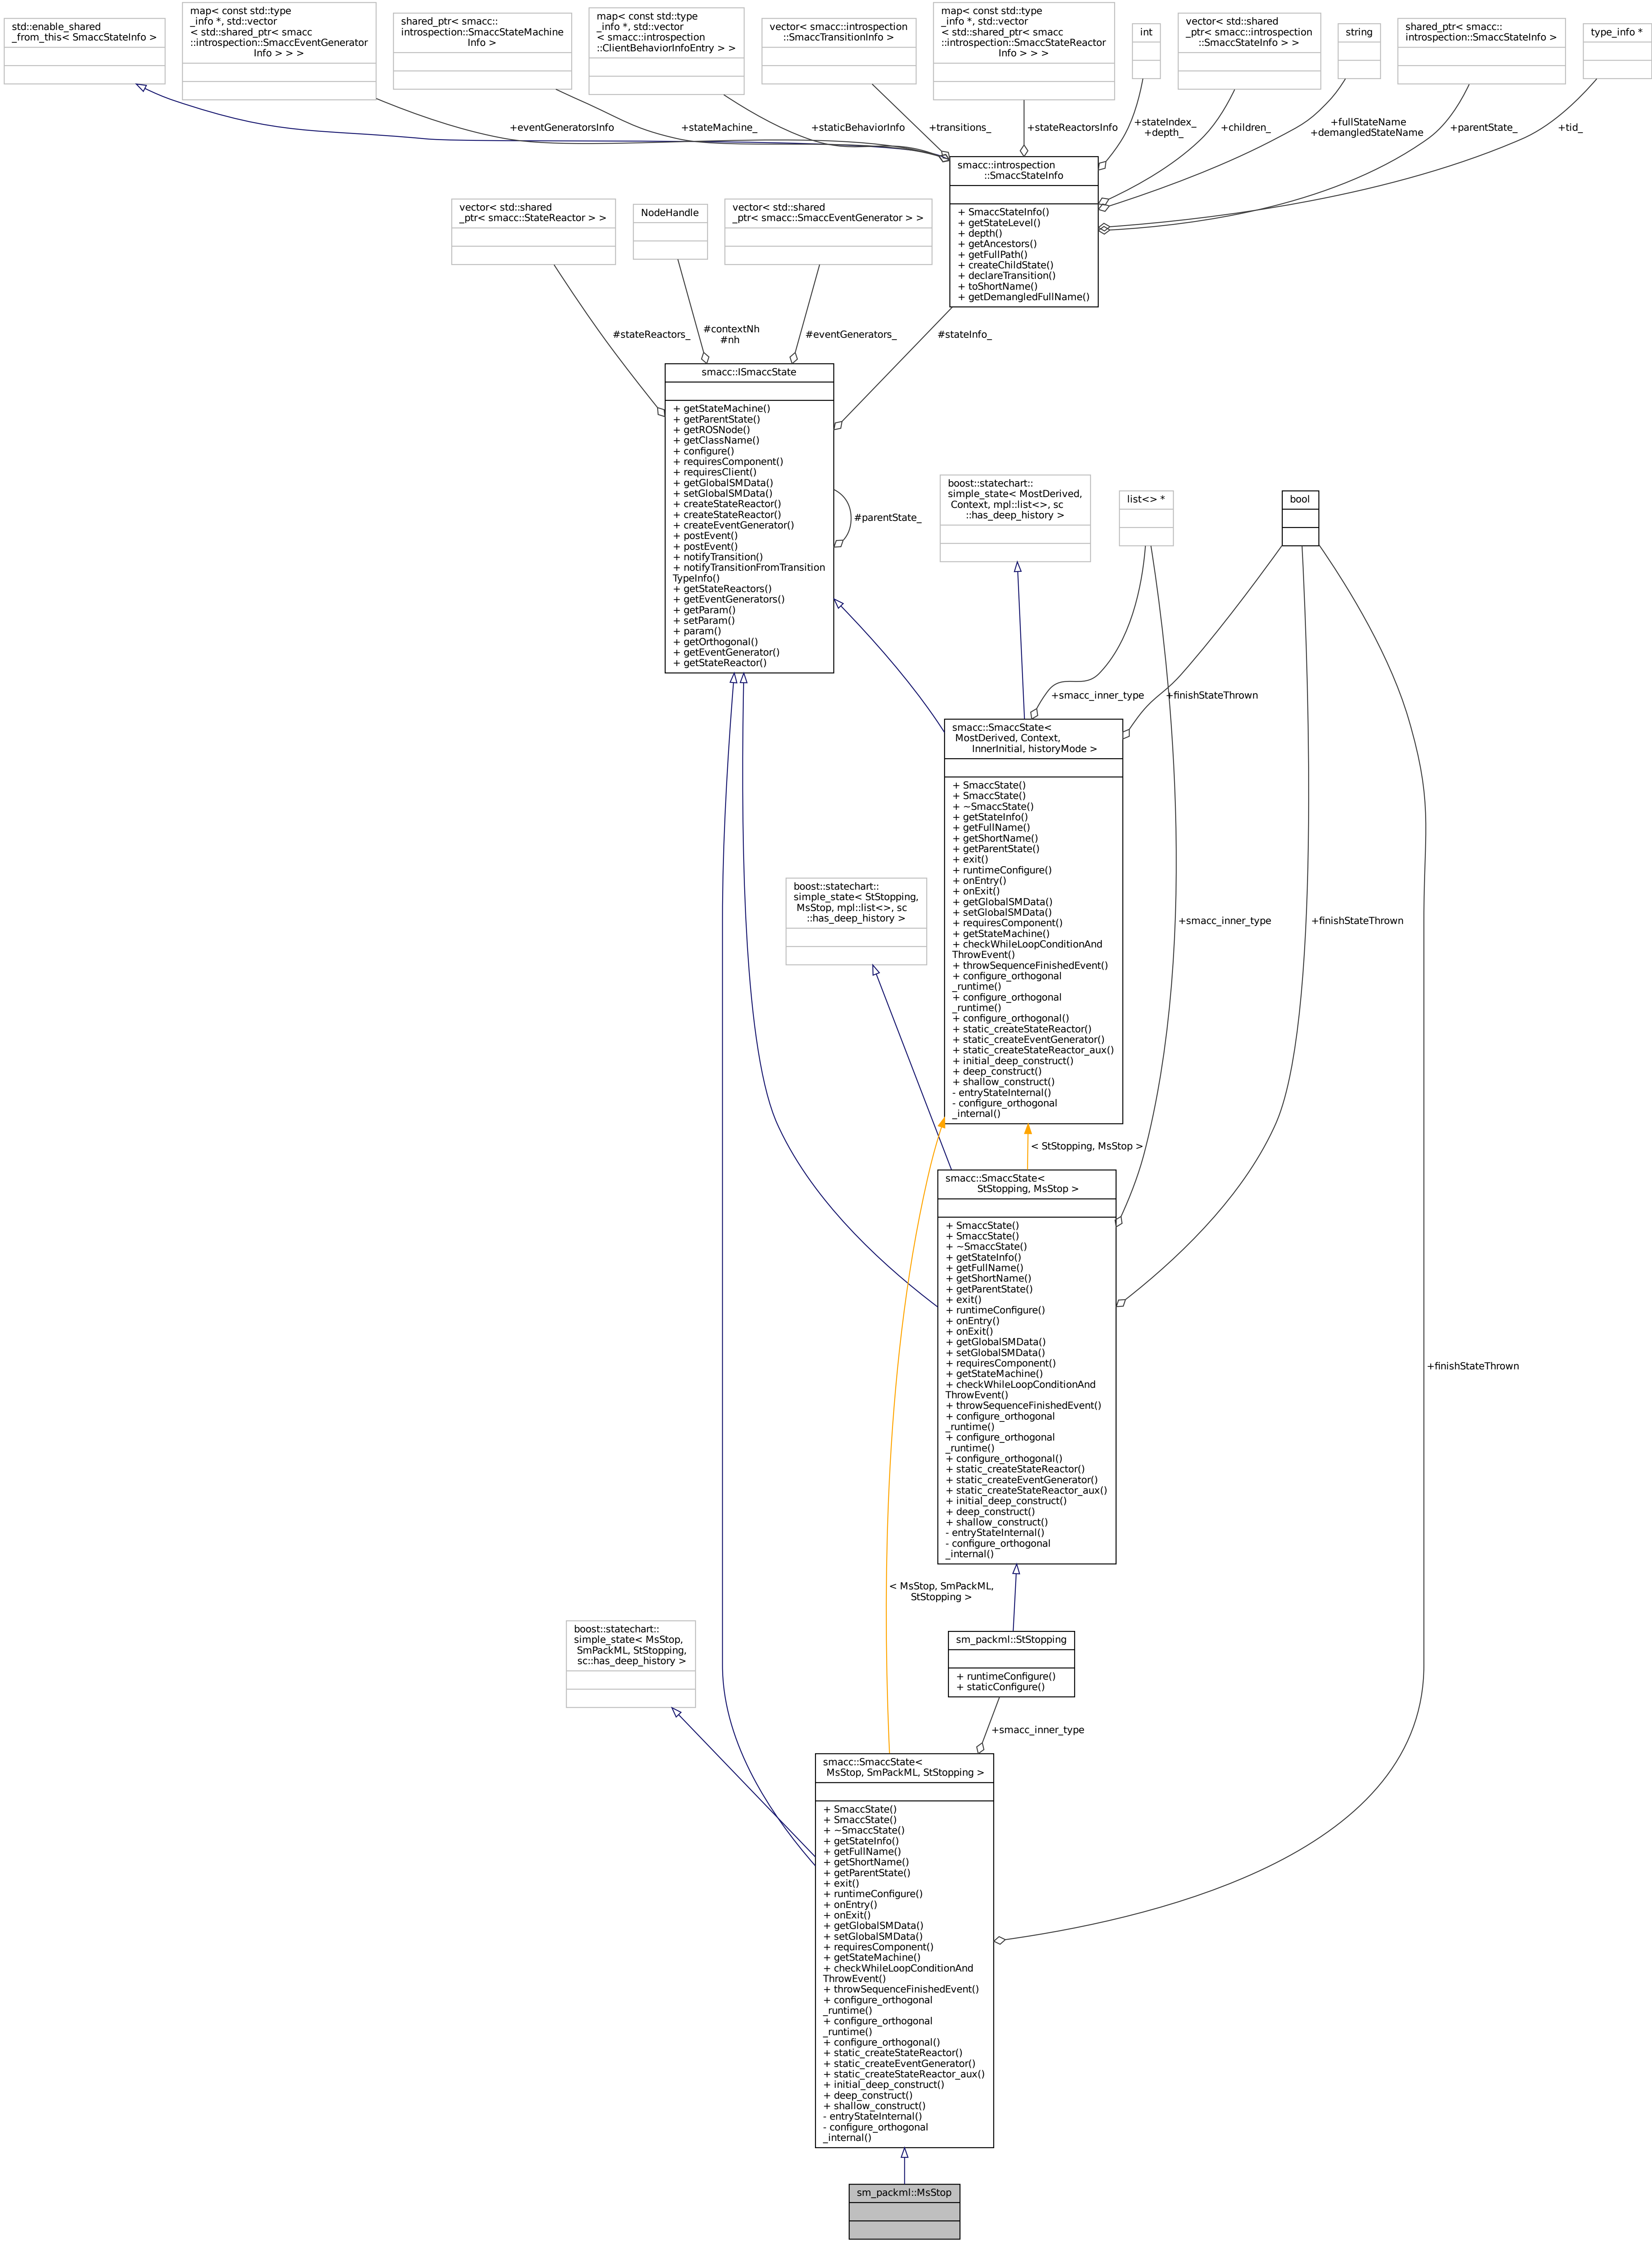 std::enable_shared
_from_this< SmaccStateInfo >
map< const std::type
_info *, std::vector
< std::shared_ptr< smacc
::introspection::SmaccEventGenerator
Info > > >
shared_ptr< smacc::
introspection::SmaccStateMachine
Info >
map< const std::type
_info *, std::vector
< smacc::introspection
::ClientBehaviorInfoEntry > >
vector< smacc::introspection
::SmaccTransitionInfo >
map< const std::type
_info *, std::vector
< std::shared_ptr< smacc
::introspection::SmaccStateReactor
Info > > >
int
vector< std::shared
_ptr< smacc::introspection
::SmaccStateInfo > >
string
shared_ptr< smacc::
introspection::SmaccStateInfo >
type_info *
+eventGeneratorsInfo
+stateMachine_
+staticBehaviorInfo
+transitions_
+stateReactorsInfo
+stateIndex_
+depth_
+children_
+fullStateName
+demangledStateName
+parentState_
+tid_
smacc::introspection
::SmaccStateInfo
+ SmaccStateInfo()
+ getStateLevel()
+ depth()
+ getAncestors()
+ getFullPath()
+ createChildState()
+ declareTransition()
+ toShortName()
+ getDemangledFullName()
vector< std::shared
_ptr< smacc::StateReactor > >
NodeHandle
vector< std::shared
_ptr< smacc::SmaccEventGenerator > >
#stateReactors_
#contextNh
#nh
#eventGenerators_
#stateInfo_
smacc::ISmaccState
+ getStateMachine()
+ getParentState()
+ getROSNode()
+ getClassName()
+ configure()
+ requiresComponent()
+ requiresClient()
+ getGlobalSMData()
+ setGlobalSMData()
+ createStateReactor()
+ createStateReactor()
+ createEventGenerator()
+ postEvent()
+ postEvent()
+ notifyTransition()
+ notifyTransitionFromTransition
TypeInfo()
+ getStateReactors()
+ getEventGenerators()
+ getParam()
+ setParam()
+ param()
+ getOrthogonal()
+ getEventGenerator()
+ getStateReactor()
#parentState_
boost::statechart::
simple_state< MostDerived,
Context, mpl::list<>, sc
::has_deep_history >
list<> *
bool
+smacc_inner_type
+finishStateThrown
smacc::SmaccState<
MostDerived, Context,
InnerInitial, historyMode >
+ SmaccState()
+ SmaccState()
+ ~SmaccState()
+ getStateInfo()
+ getFullName()
+ getShortName()
+ getParentState()
+ exit()
+ runtimeConfigure()
+ onEntry()
+ onExit()
+ getGlobalSMData()
+ setGlobalSMData()
+ requiresComponent()
+ getStateMachine()
+ checkWhileLoopConditionAnd
ThrowEvent()
+ throwSequenceFinishedEvent()
+ configure_orthogonal
_runtime()
+ configure_orthogonal
_runtime()
+ configure_orthogonal()
+ static_createStateReactor()
+ static_createEventGenerator()
+ static_createStateReactor_aux()
+ initial_deep_construct()
+ deep_construct()
+ shallow_construct()
- entryStateInternal()
- configure_orthogonal
_internal()
boost::statechart::
simple_state< StStopping,
MsStop, mpl::list<>, sc
::has_deep_history >
+smacc_inner_type
+finishStateThrown
< StStopping, MsStop >
smacc::SmaccState<
StStopping, MsStop >
+ SmaccState()
+ SmaccState()
+ ~SmaccState()
+ getStateInfo()
+ getFullName()
+ getShortName()
+ getParentState()
+ exit()
+ runtimeConfigure()
+ onEntry()
+ onExit()
+ getGlobalSMData()
+ setGlobalSMData()
+ requiresComponent()
+ getStateMachine()
+ checkWhileLoopConditionAnd
ThrowEvent()
+ throwSequenceFinishedEvent()
+ configure_orthogonal
_runtime()
+ configure_orthogonal
_runtime()
+ configure_orthogonal()
+ static_createStateReactor()
+ static_createEventGenerator()
+ static_createStateReactor_aux()
+ initial_deep_construct()
+ deep_construct()
+ shallow_construct()
- entryStateInternal()
- configure_orthogonal
_internal()
+finishStateThrown
< MsStop, SmPackML,
StStopping >
boost::statechart::
simple_state< MsStop,
SmPackML, StStopping,
sc::has_deep_history >
sm_packml::StStopping
+ runtimeConfigure()
+ staticConfigure()
+smacc_inner_type
smacc::SmaccState<
MsStop, SmPackML, StStopping >
+ SmaccState()
+ SmaccState()
+ ~SmaccState()
+ getStateInfo()
+ getFullName()
+ getShortName()
+ getParentState()
+ exit()
+ runtimeConfigure()
+ onEntry()
+ onExit()
+ getGlobalSMData()
+ setGlobalSMData()
+ requiresComponent()
+ getStateMachine()
+ checkWhileLoopConditionAnd
ThrowEvent()
+ throwSequenceFinishedEvent()
+ configure_orthogonal
_runtime()
+ configure_orthogonal
_runtime()
+ configure_orthogonal()
+ static_createStateReactor()
+ static_createEventGenerator()
+ static_createStateReactor_aux()
+ initial_deep_construct()
+ deep_construct()
+ shallow_construct()
- entryStateInternal()
- configure_orthogonal
_internal()
sm_packml::MsStop